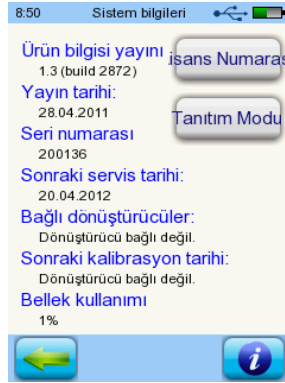 8:50 Sistem bilgileri
Ürün bilgisi yayını
1.3 (build 2872)
isans Numaras
Yayın tarihi:
28.04.2011
Tanıtım Modu
Seri numarası
200136
Sonraki servis tarihi:
20.04.2012
Bağlı dönüştürücüler:
Dönüştürücü bağlı değil.
Sonraki kalibrasyon tarihi:
Dönüştürücü bağlı değil.
Bellek kullanımı
1%
i